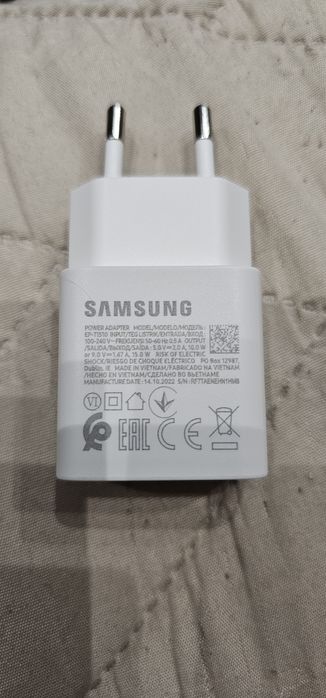 SAMSUNG
POWER ADAPTER MODEL/MODELO/МОДЕЛЬ:
EP-T1510 INPUT/TEG.LISTRIK/ENTRADA/ВХОД:
100-240 V~ FREKUENSI 50-60 Hz 0.5 A OUTPUT
/SALIDA/ВЫХОД/SAÍDA: 5.0 V⎓2.0 A, 10.0 W
or 9.0 V⎓1.67 A, 15.0 W RISK OF ELECTRIC
SHOCK/RIESGO DE CHOQUE ELÉCTRICO PO Box 12987,
Dublin. IE MADE IN VIETNAM/FABRICADO NA VIETNAM
/HECHO EN VIETNAM/СДЕЛАНО ВО ВЬЕТНАМЕ
MANUFACTURE DATE: 14.10.2022 S/N:
VI
EAC CE